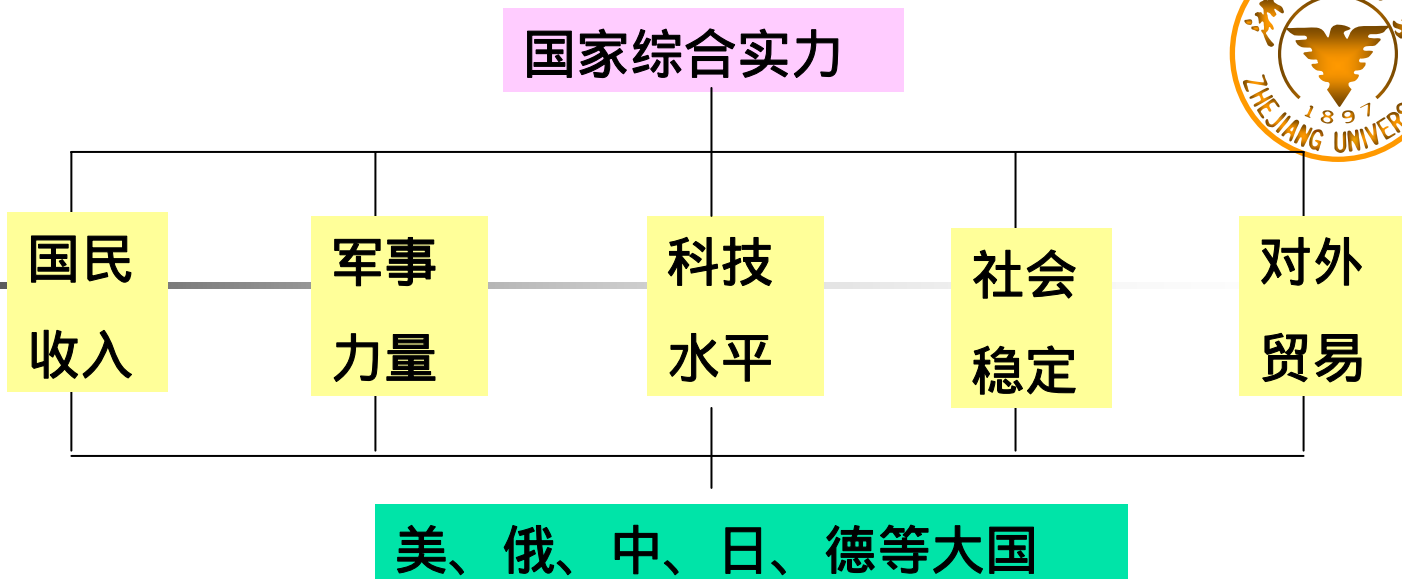 国家综合实力
国民
收入
军事
力量
科技
水平
社会
稳定
对外
贸易
美、俄、中、日、德等大国
1897
ZHEJIANG UNIVERS